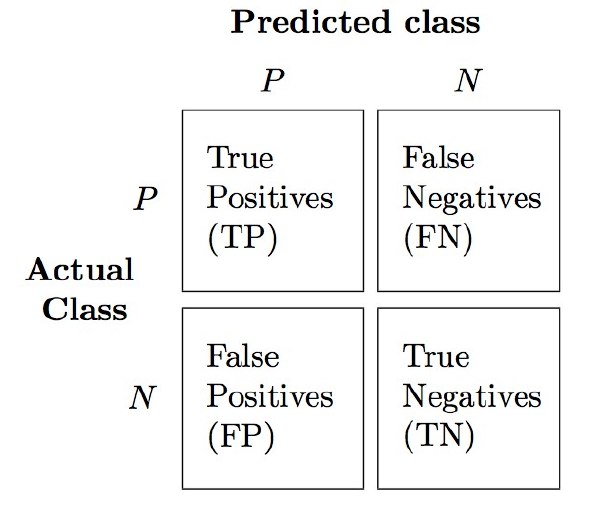 Predicted class
P N
True
Positives
(TP)
False
Negatives
(FN)
P
Actual
Class
False
Positives
(FP)
True
Negatives
(TN)
N